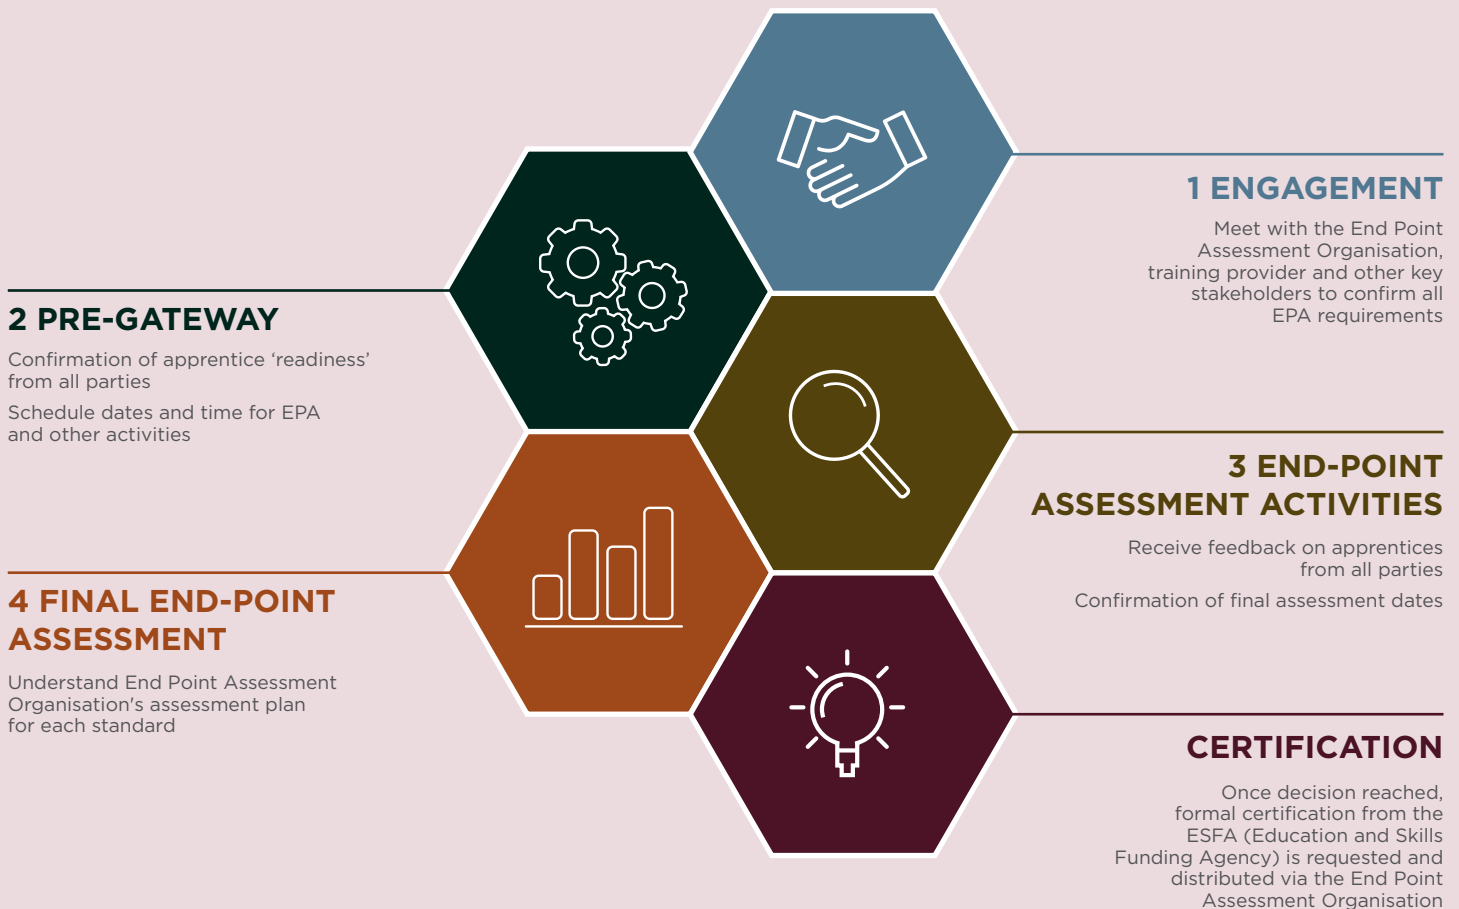 1 ENGAGEMENT
Meet with the End Point
Assessment Organisation,
training provider and other key
stakeholders to confirm all
EPA requirements
2 PRE-GATEWAY
Confirmation of apprentice ‘readiness’
from all parties
Schedule dates and time for EPA
and other activities
3 END-POINT
ASSESSMENT ACTIVITIES
Receive feedback on apprentices
from all parties
Confirmation of final assessment dates
4 FINAL END-POINT
ASSESSMENT
Understand End Point Assessment
Organisation's assessment plan
for each standard
CERTIFICATION
Once decision reached,
formal certification from the
ESFA (Education and Skills
Funding Agency) is requested and
distributed via the End Point
Assessment Organisation